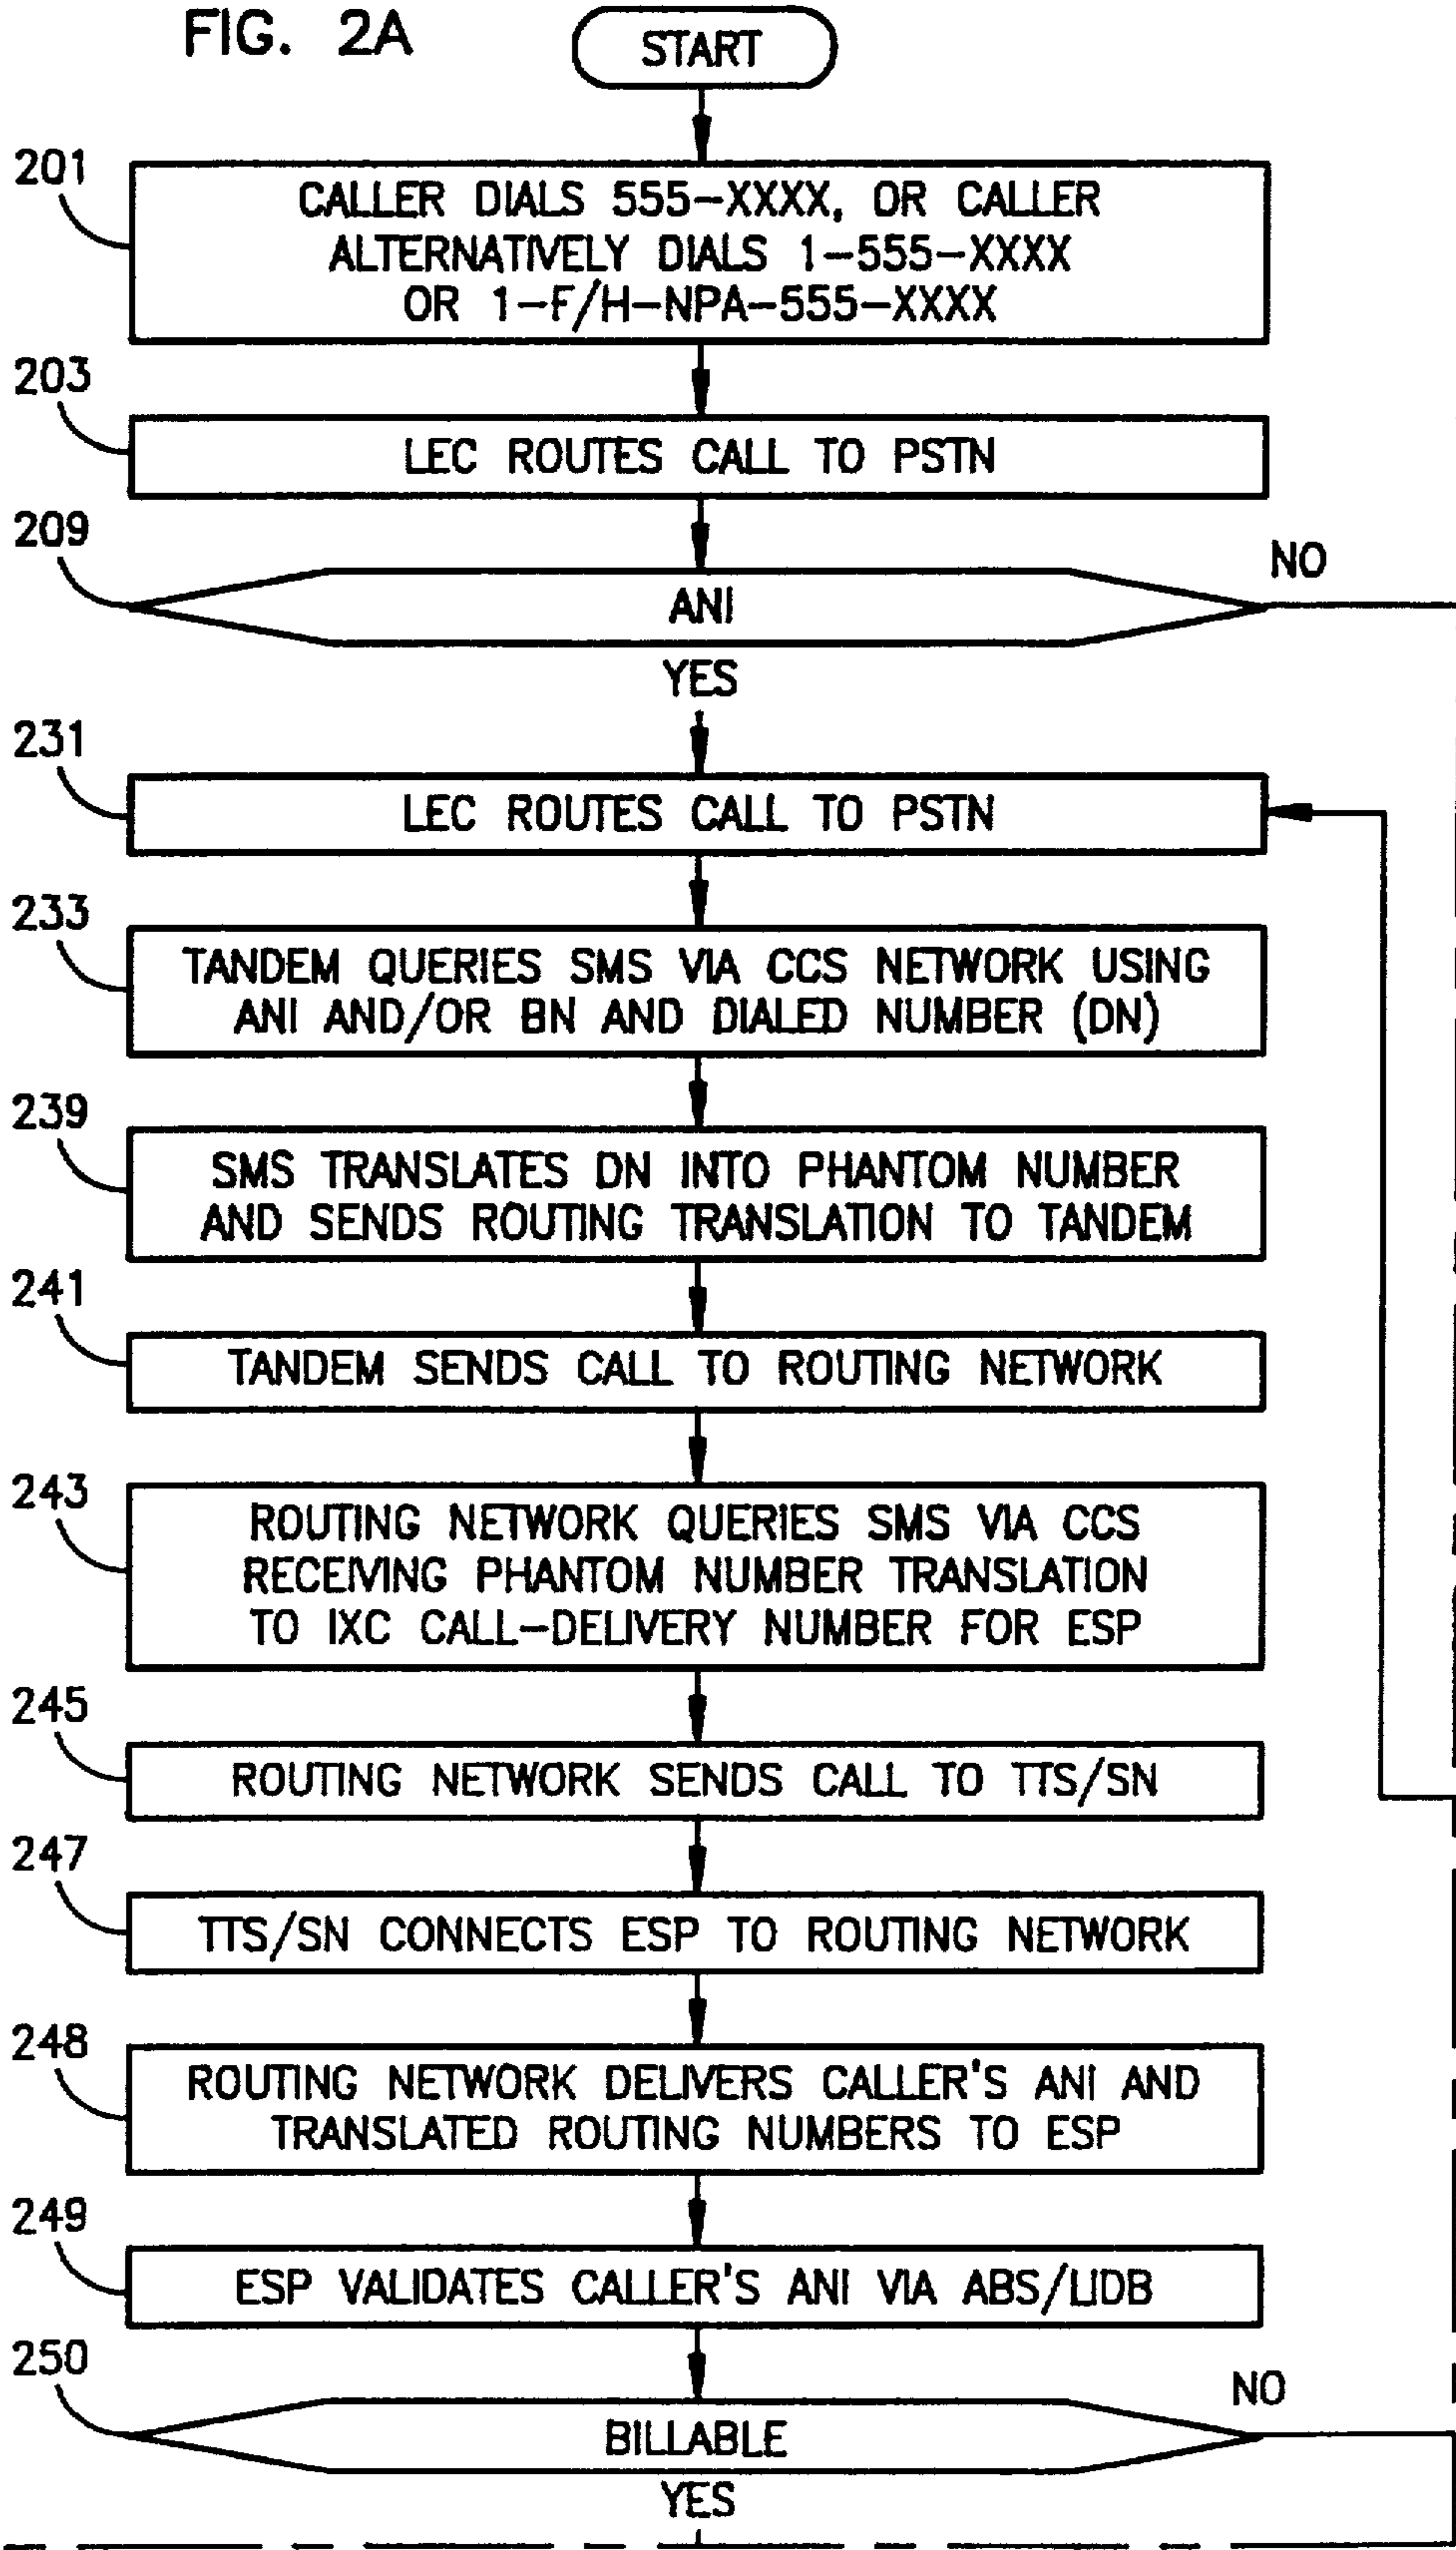 FIG. 2A
START
201
CALLER DIALS 555-XXXX, OR CALLER
ALTERNATIVELY DIALS 1-555-XXXX
OR 1-F/H-NPA-555-XXXX
203
LEC ROUTES CALL TO PSTN
209
ANI
NO
YES
231
LEC ROUTES CALL TO PSTN
233
TANDEM QUERIES SMS VIA CCS NETWORK USING
ANI AND/OR BN AND DIALED NUMBER (DN)
239
SMS TRANSLATES DN INTO PHANTOM NUMBER
AND SENDS ROUTING TRANSLATION TO TANDEM
241
TANDEM SENDS CALL TO ROUTING NETWORK
243
ROUTING NETWORK QUERIES SMS VIA CCS
RECEIVING PHANTOM NUMBER TRANSLATION
TO IXC CALL-DELIVERY NUMBER FOR ESP
245
ROUTING NETWORK SENDS CALL TO TTS/SN
247
TTS/SN CONNECTS ESP TO ROUTING NETWORK
248
ROUTING NETWORK DELIVERS CALLER'S ANI AND
TRANSLATED ROUTING NUMBERS TO ESP
249
ESP VALIDATES CALLER'S ANI VIA ABS/LIDB
250
BILLABLE
NO
YES